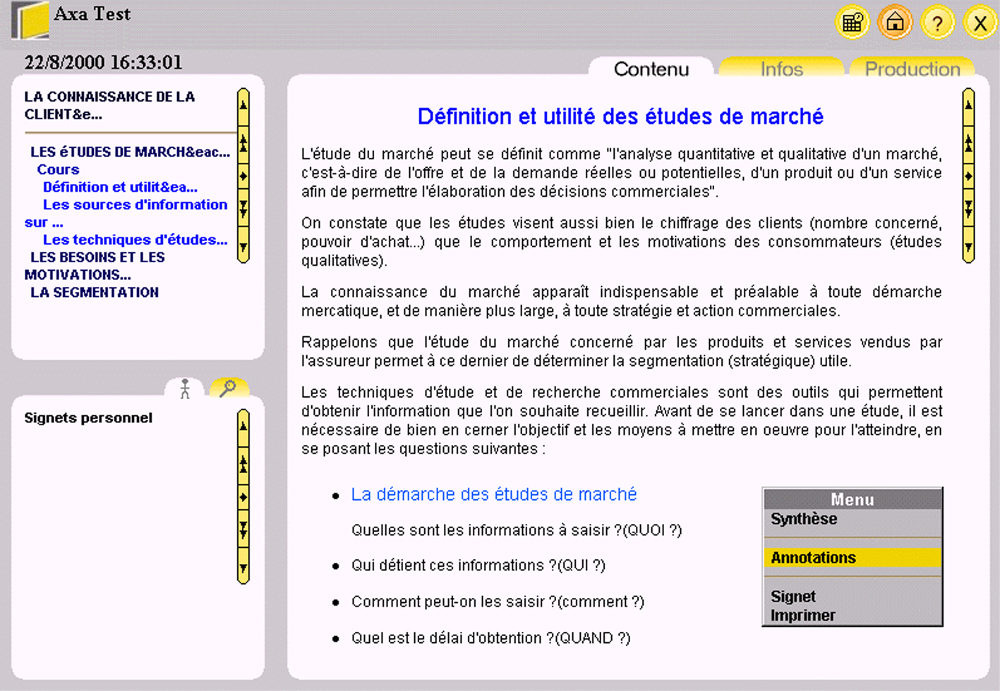 Axa Test
22/8/2000 16:33:01
? X
Contenu
Infos
Production
LA CONNAISSANCE DE LA
CLIENT&e...
LES éTUDES DE MARCH&eac...
Cours
Définition et utilit&ea...
Les sources d'information
sur ...
Les techniques d'études...
LES BESOINS ET LES
MOTIVATIONS...
LA SEGMENTATION
Signets personnel
Définition et utilité des études de marché
L'étude du marché peut se définit comme "l'analyse quantitative et qualitative d'un marché,
c'est-à-dire de l'offre et de la demande réelles ou potentielles, d'un produit ou d'un service
afin de permettre l'élaboration des décisions commerciales".
On constate que les études visent aussi bien le chiffrage des clients (nombre concerné,
pouvoir d'achat...) que le comportement et les motivations des consommateurs (études
qualitatives).
La connaissance du marché apparaît indispensable et préalable à toute démarche
mercatique, et de manière plus large, à toute stratégie et action commerciales.
Rappelons que l'étude du marché concerné par les produits et services vendus par
l'assureur permet à ce dernier de déterminer la segmentation (stratégique) utile.
Les techniques d'étude et de recherche commerciales sont des outils qui permettent
d'obtenir l'information que l'on souhaite recueillir. Avant de se lancer dans une étude, il est
nécessaire de bien en cerner l'objectif et les moyens à mettre en oeuvre pour l'atteindre, en
se posant les questions suivantes :
La démarche des études de marché
Quelles sont les informations à saisir ?(QUOI ?)
Qui détient ces informations ?(QUI ?)
Comment peut-on les saisir ?(comment ?)
Quel est le délai d'obtention ?(QUAND ?)
Menu
Synthèse
Annotations
Signet
Imprimer